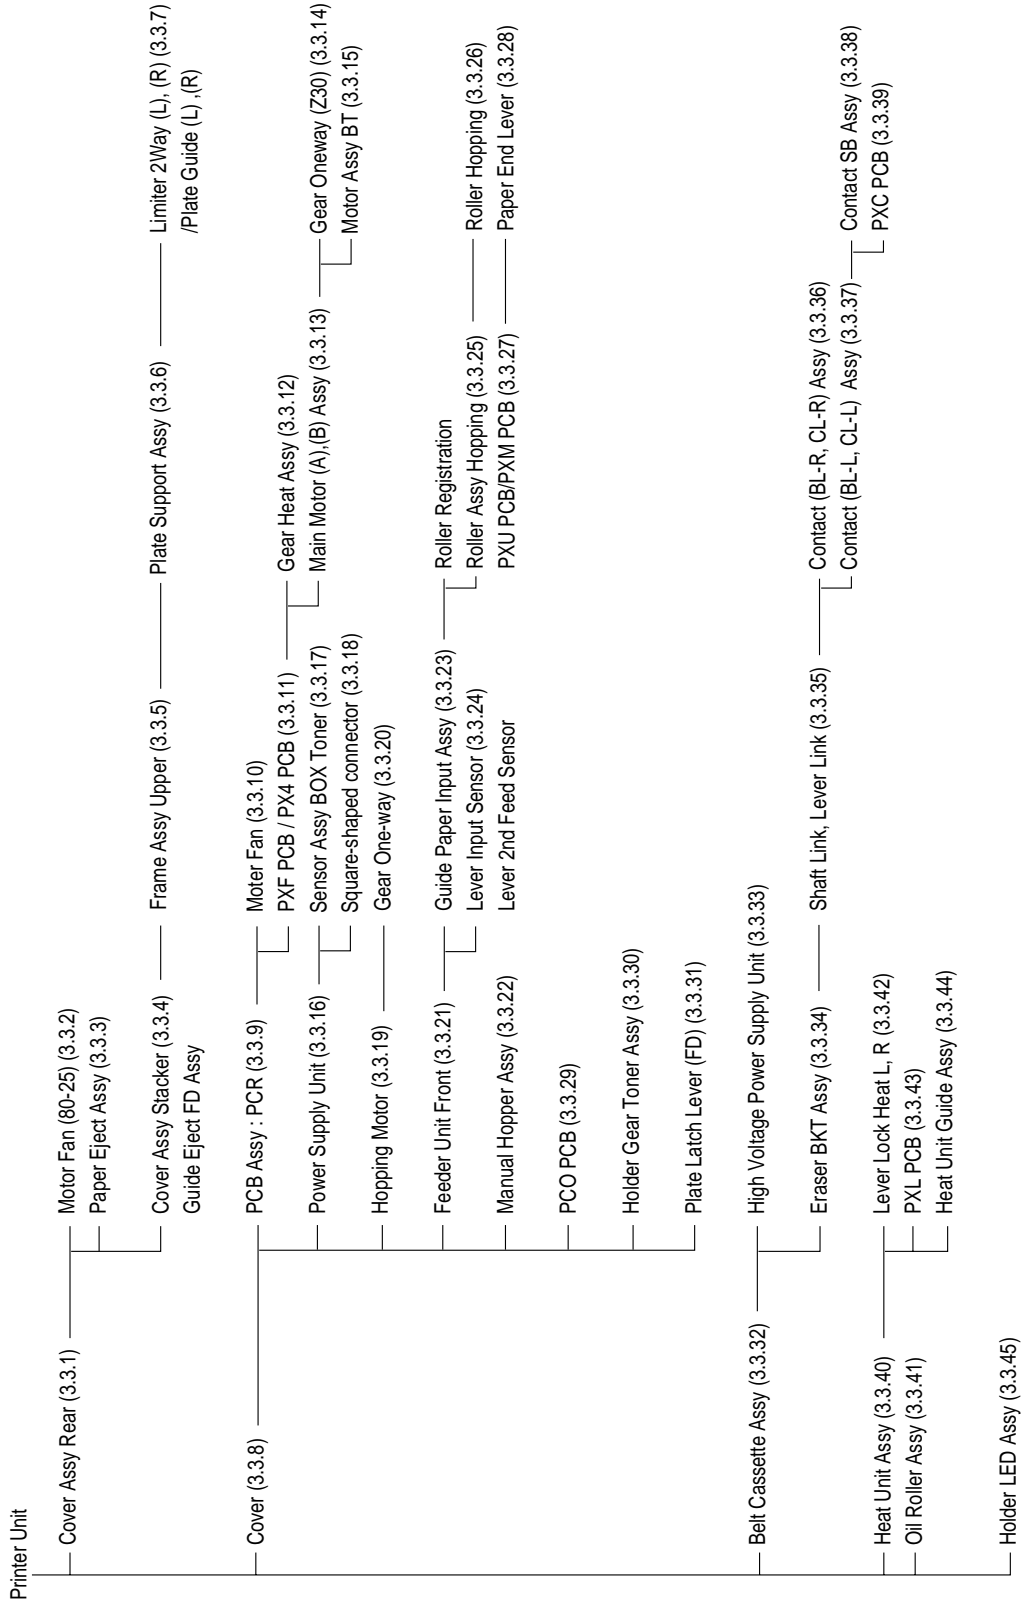 Printer Unit
Cover Assy Rear (3.3.1)
Motor Fan (80-25) (3.3.2)
Paper Eject Assy (3.3.3)
Cover Assy Stacker (3.3.4)
Guide Eject FD Assy
Frame Assy Upper (3.3.5)
Plate Support Assy (3.3.6)
Limiter 2Way (L), (R) (3.3.7)
/Plate Guide (L) ,(R)
Cover (3.3.8)
PCB Assy : PCR (3.3.9)
Moter Fan (3.3.10)
PXF PCB / PX4 PCB (3.3.11)
Gear Heat Assy (3.3.12)
Main Motor (A),(B) Assy (3.3.13)
Gear Oneway (Z30) (3.3.14)
Motor Assy BT (3.3.15)
Power Supply Unit (3.3.16)
Sensor Assy BOX Toner (3.3.17)
Square-shaped connector (3.3.18)
Hopping Motor (3.3.19)
Gear One-way (3.3.20)
Feeder Unit Front (3.3.21)
Guide Paper Input Assy (3.3.23)
Lever Input Sensor (3.3.24)
Lever 2nd Feed Sensor
Roller Registration
Roller Assy Hopping (3.3.25)
Roller Hopping (3.3.26)
PXU PCB/PXM PCB (3.3.27)
Paper End Lever (3.3.28)
Manual Hopper Assy (3.3.22)
PCO PCB (3.3.29)
Holder Gear Toner Assy (3.3.30)
Plate Latch Lever (FD) (3.3.31)
Belt Cassette Assy (3.3.32)
High Voltage Power Supply Unit (3.3.33)
Eraser BKT Assy (3.3.34)
Shaft Link, Lever Link (3.3.35)
Contact (BL-R, CL-R) Assy (3.3.36)
Contact (BL-L, CL-L) Assy (3.3.37)
Contact SB Assy (3.3.38)
PXC PCB (3.3.39)
Heat Unit Assy (3.3.40)
Oil Roller Assy (3.3.41)
Lever Lock Heat L, R (3.3.42)
PXL PCB (3.3.43)
Heat Unit Guide Assy (3.3.44)
Holder LED Assy (3.3.45)